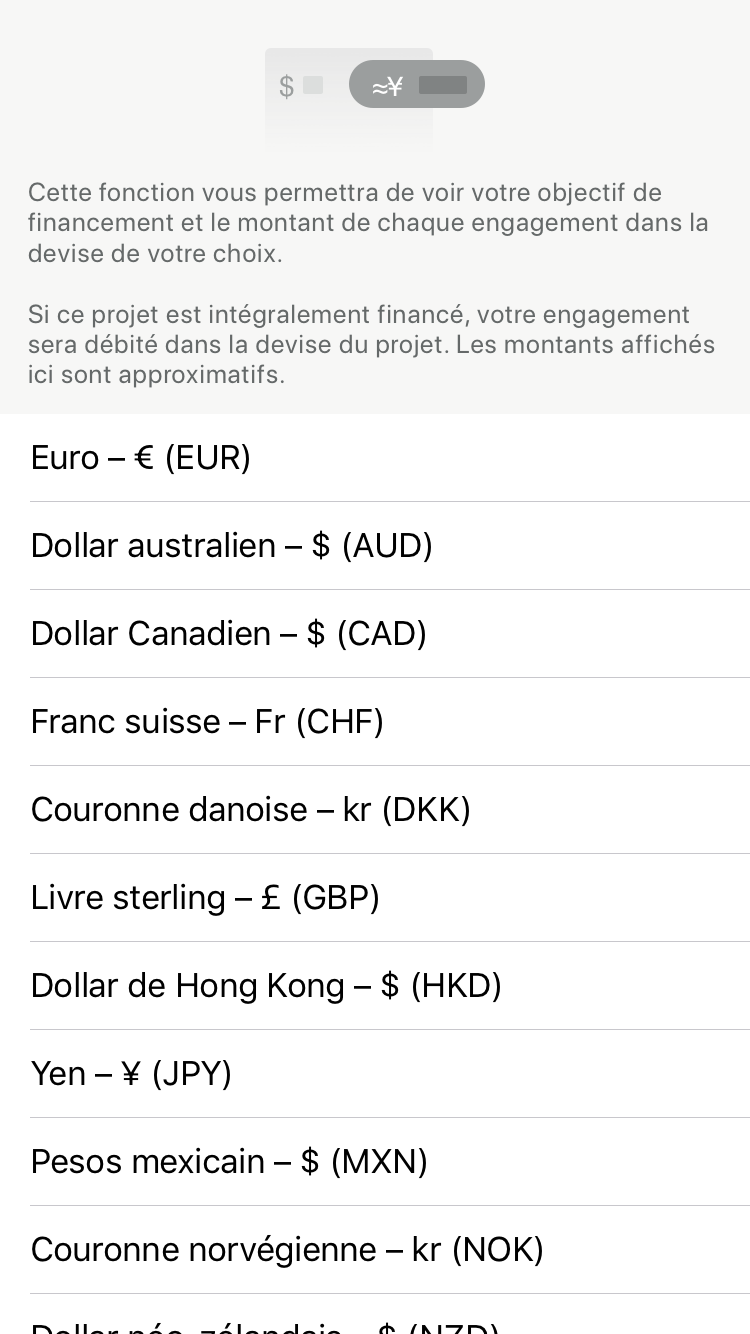 $ ≈¥
Cette fonction vous permettra de voir votre objectif de
financement et le montant de chaque engagement dans la
devise de votre choix.
Si ce projet est intégralement financé, votre engagement
sera débité dans la devise du projet. Les montants affichés
ici sont approximatifs.
Euro – € (EUR)
Dollar australien – $ (AUD)
Dollar Canadien – $ (CAD)
Franc suisse – Fr (CHF)
Couronne danoise – kr (DKK)
Livre sterling – £ (GBP)
Dollar de Hong Kong – $ (HKD)
Yen – ¥ (JPY)
Pesos mexicain – $ (MXN)
Couronne norvégienne – kr (NOK)
Dollar néo-zélandais – $ (NZD)